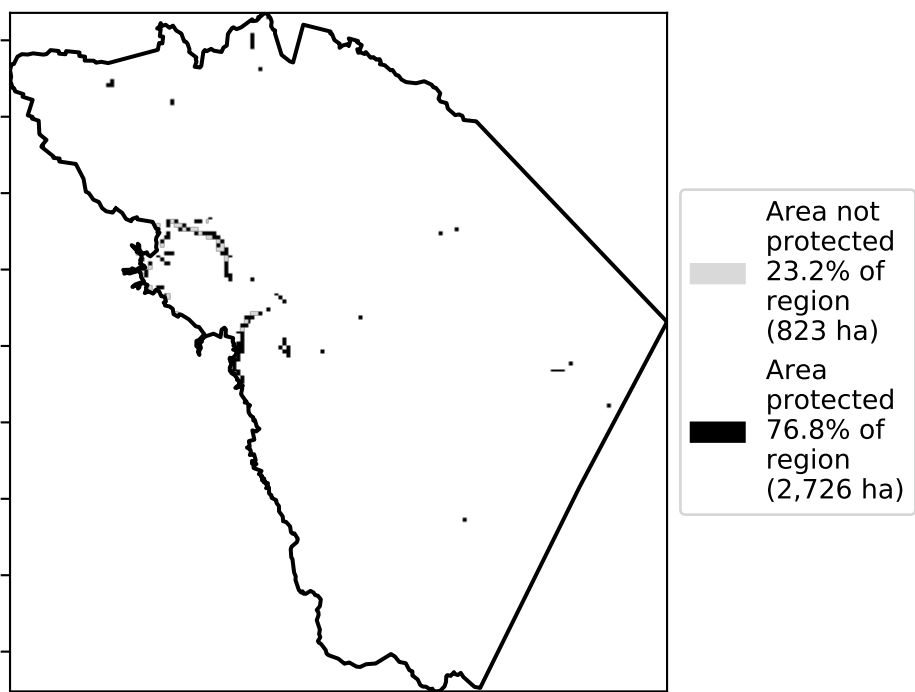 Area not
protected
23.2% of
region
(823 ha)
Area
protected
76.8% of
region
(2,726 ha)